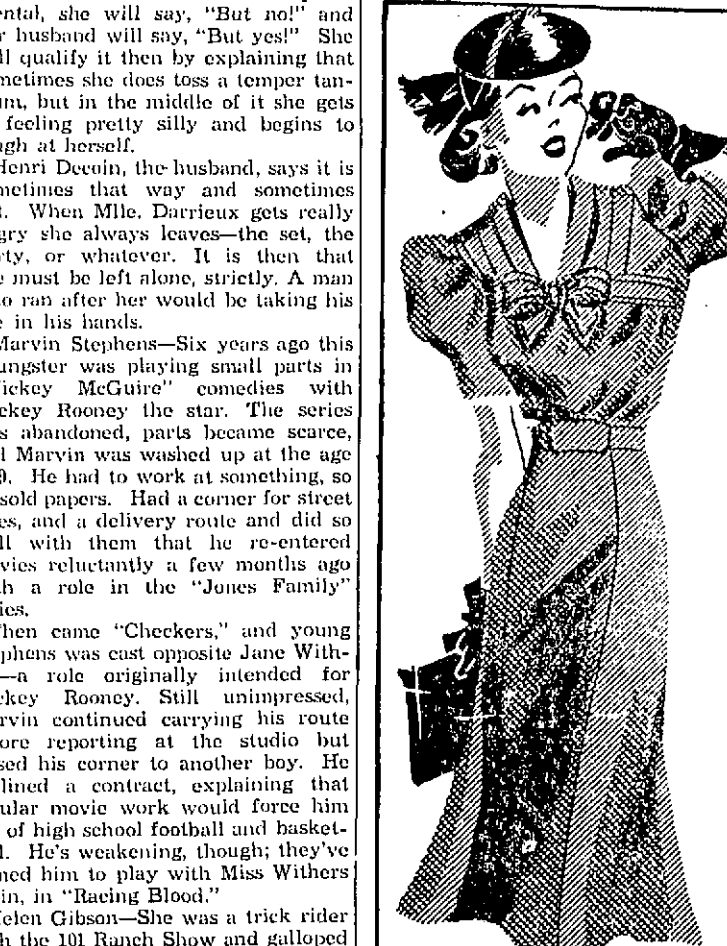 ental, she will say, "But no!" and
r husband will say, "But yes!" She
ll qualify it then by explaining that
metimes she does toss a temper tan-
um, but in the middle of it she gets
feeling pretty silly and begins to
ugh at herself.
Henri Decoin, the husband, says it is
metimes that way and sometimes
t. When Mlle. Darrieux gets really
gry she always leaves—the set, the
rty, or whatever. It is then that
e must be left alone, strictly. A man
o ran after her would be taking his
e in his hands.
Marvin Stephens—Six years ago this
ungster was playing small parts in
ickey McGuire" comedies with
ckey Rooney the star. The series
s abandoned, parts became scarce,
d Marvin was washed up at the age
9. He had to work at something, so
sold papers. Had a corner for street
es, and a delivery route and did so
ll with them that he re-entered
vies reluctantly a few months ago
th a role in the "Jones Family"
ies.
hen came "Checkers," and young
phens was cast opposite Jane With-
—a role originally intended for
ckey Rooney. Still unimpressed,
rvin continued carrying his route
ore reporting at the studio but
sed his corner to another boy. He
lined a contract, explaining that
ular movie work would force him
of high school football and basket-
l. He's weakening, though; they've
ned him to play with Miss Withers
in, in "Racing Blood."
elen Gibson—She was a trick rider
h the 101 Ranch Show and galloped